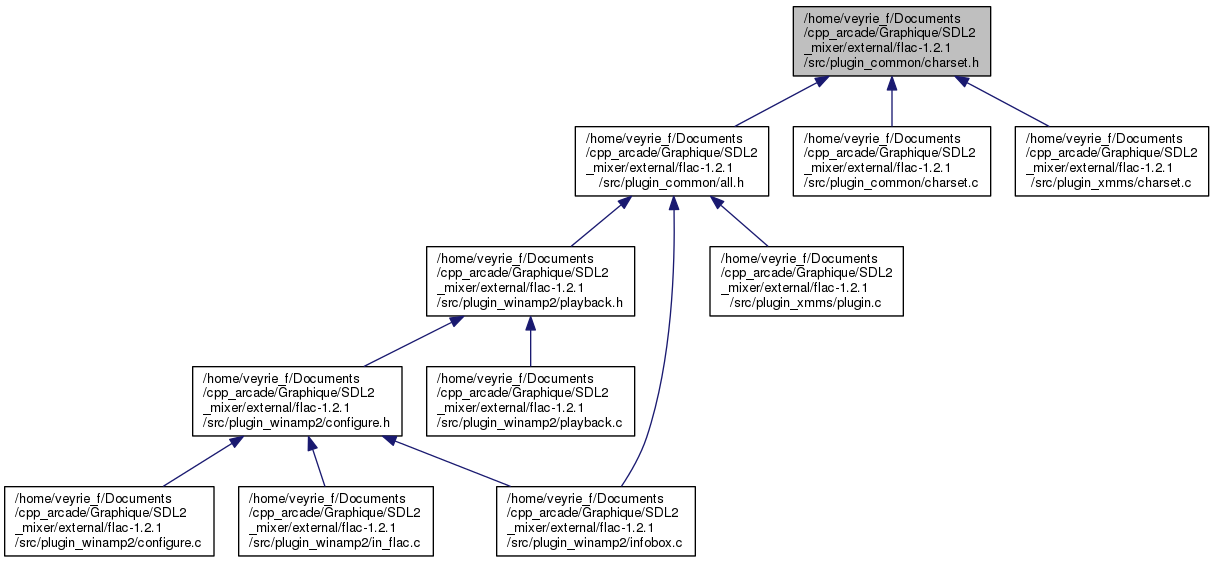 /home/veyrie_f/Documents
/cpp_arcade/Graphique/SDL2
_mixer/external/flac-1.2.1
/src/plugin_common/charset.h
/home/veyrie_f/Documents
/cpp_arcade/Graphique/SDL2
_mixer/external/flac-1.2.1
/src/plugin_common/all.h
/home/veyrie_f/Documents
/cpp_arcade/Graphique/SDL2
_mixer/external/flac-1.2.1
/src/plugin_common/charset.c
/home/veyrie_f/Documents
/cpp_arcade/Graphique/SDL2
_mixer/external/flac-1.2.1
/src/plugin_xmms/charset.c
/home/veyrie_f/Documents
/cpp_arcade/Graphique/SDL2
_mixer/external/flac-1.2.1
/src/plugin_winamp2/playback.h
/home/veyrie_f/Documents
/cpp_arcade/Graphique/SDL2
_mixer/external/flac-1.2.1
/src/plugin_xmms/plugin.c
/home/veyrie_f/Documents
/cpp_arcade/Graphique/SDL2
_mixer/external/flac-1.2.1
/src/plugin_winamp2/configure.h
/home/veyrie_f/Documents
/cpp_arcade/Graphique/SDL2
_mixer/external/flac-1.2.1
/src/plugin_winamp2/playback.c
/home/veyrie_f/Documents
/cpp_arcade/Graphique/SDL2
_mixer/external/flac-1.2.1
/src/plugin_winamp2/configure.c
/home/veyrie_f/Documents
/cpp_arcade/Graphique/SDL2
_mixer/external/flac-1.2.1
/src/plugin_winamp2/in_flac.c
/home/veyrie_f/Documents
/cpp_arcade/Graphique/SDL2
_mixer/external/flac-1.2.1
/src/plugin_winamp2/infobox.c